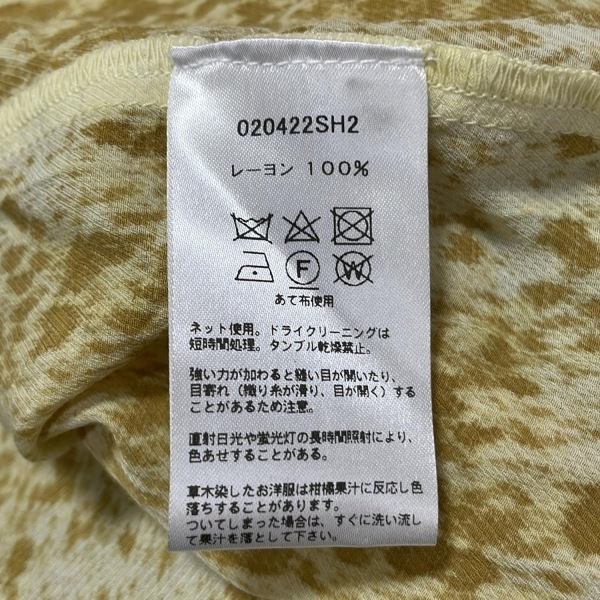 020422SH2
レーヨン 100%
F W
あて布使用
ネット使用。ドライクリーニングは
短時間処理。タンブル乾燥禁止。
強い力が加わると縫い目が開いたり、
目寄れ（織り糸が滑り、目が開く）する
ことがあるため注意。
直射日光や蛍光灯の長時間照射により、
色あせすることがある。
草木染したお洋服は柑橘果汁に反応し色
落ちすることがあります。
ついてしまった場合は、すぐに洗い流し
て果汁を落として下さい。